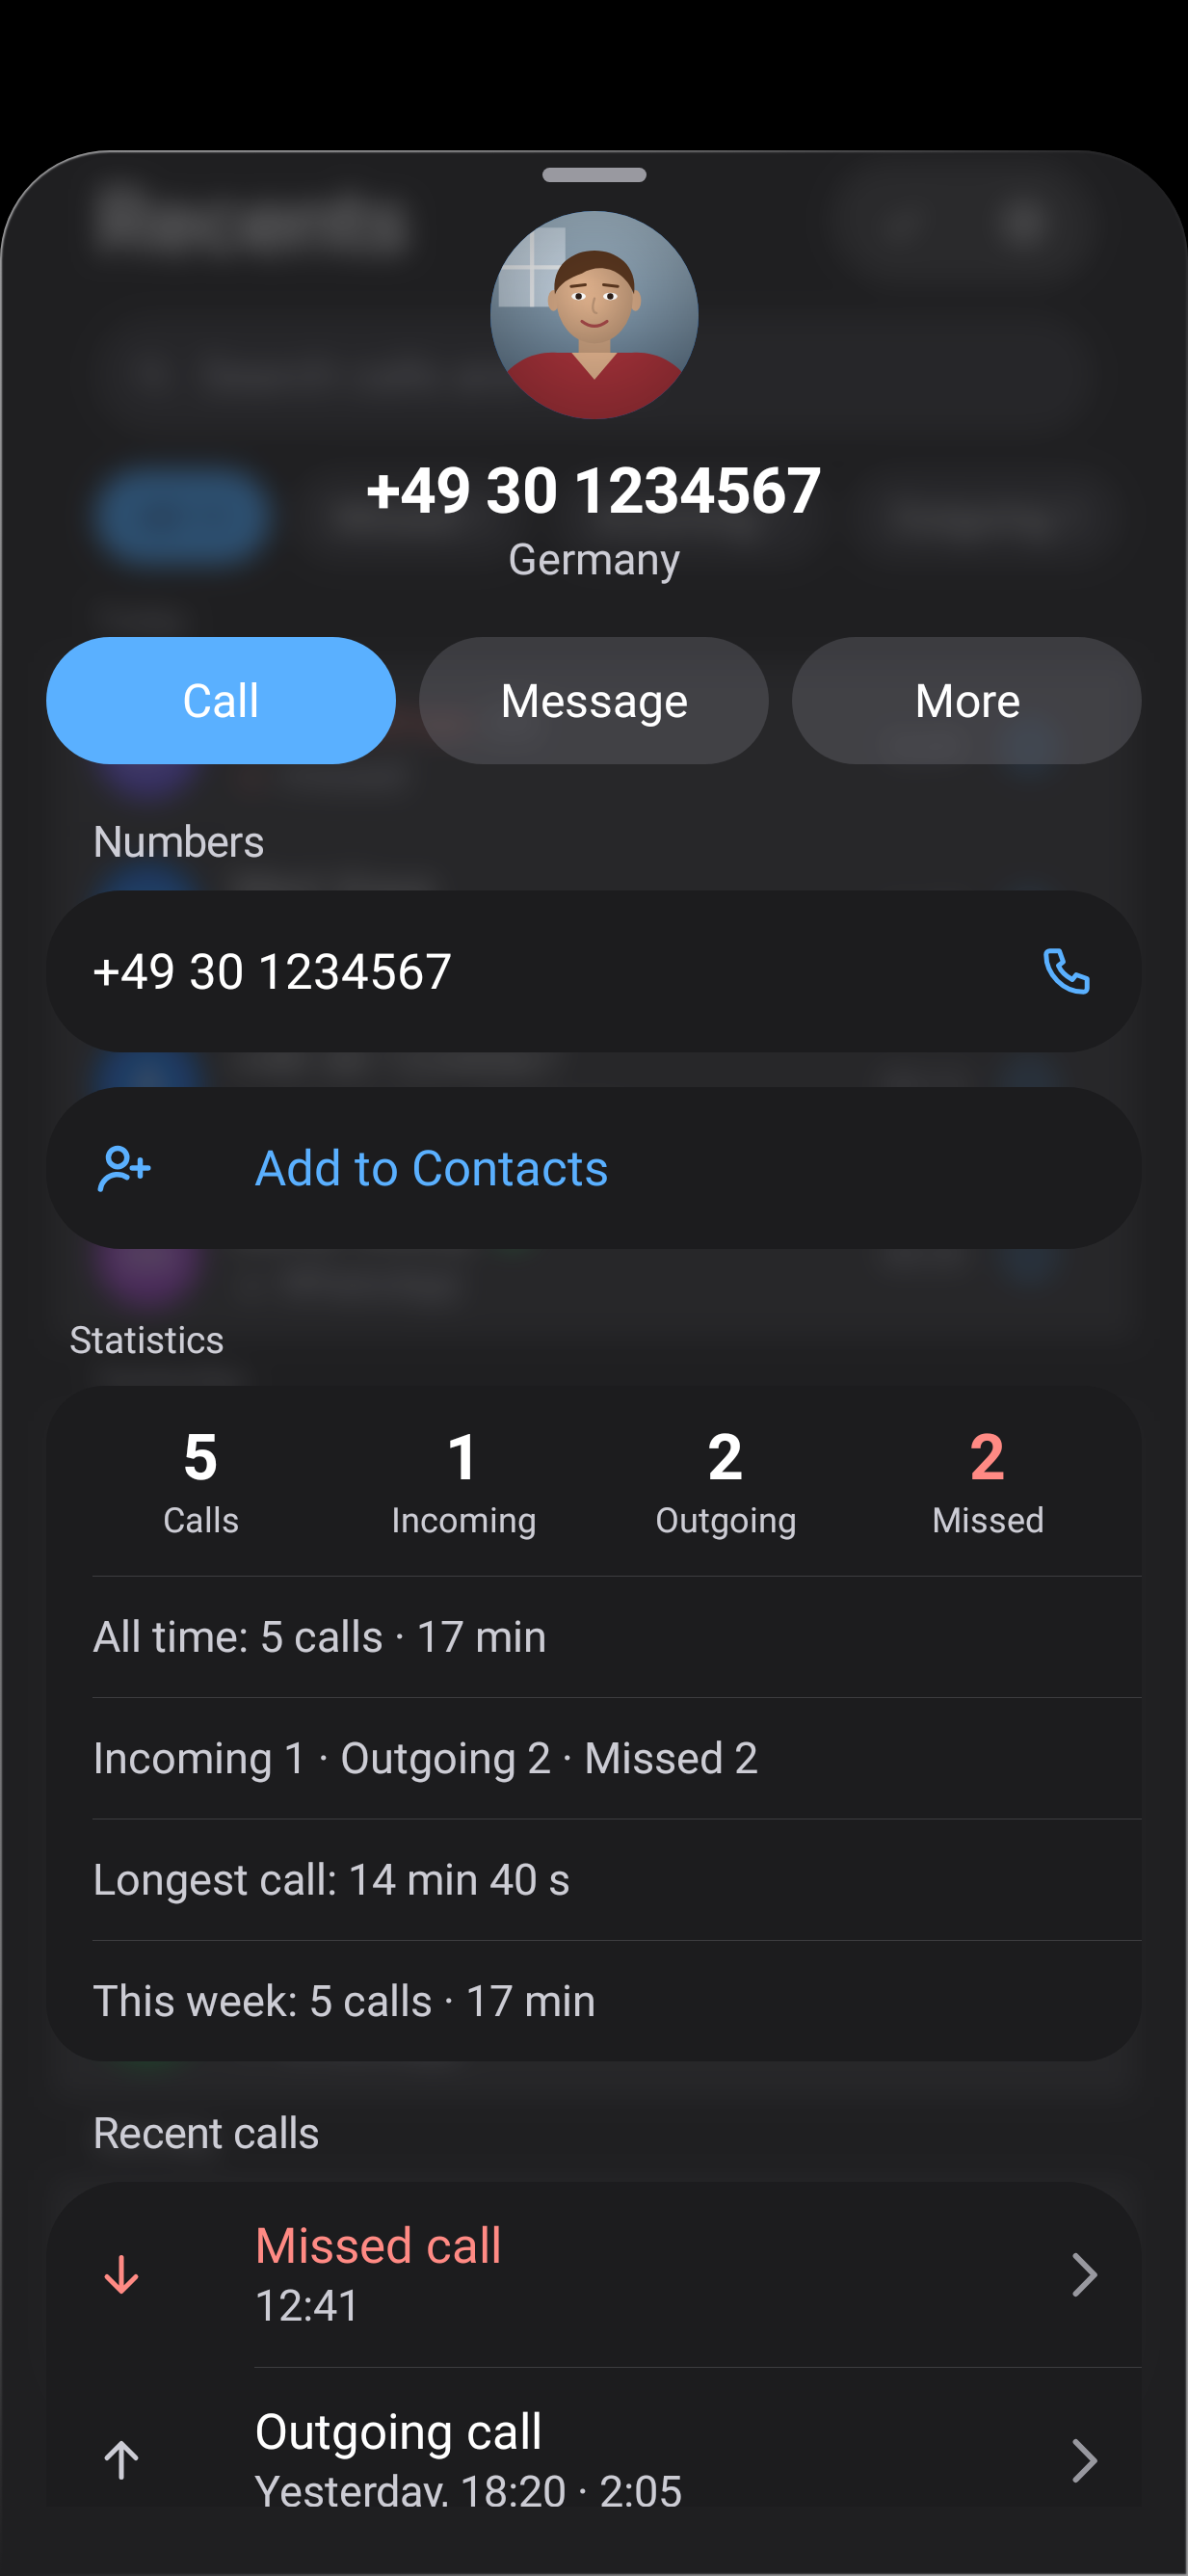 Recents
+49 30 1234567
Germany
Call
Message
More
Numbers
+49 30 1234567
Add to Contacts
Statistics
5
Calls
1
Incoming
2
Outgoing
2
Missed
All time: 5 calls · 17 min
Incoming 1 · Outgoing 2 · Missed 2
Longest call: 14 min 40 s
This week: 5 calls · 17 min
Recent calls
Missed call
12:41
Outgoing call
Yesterday, 18:20 · 2:05